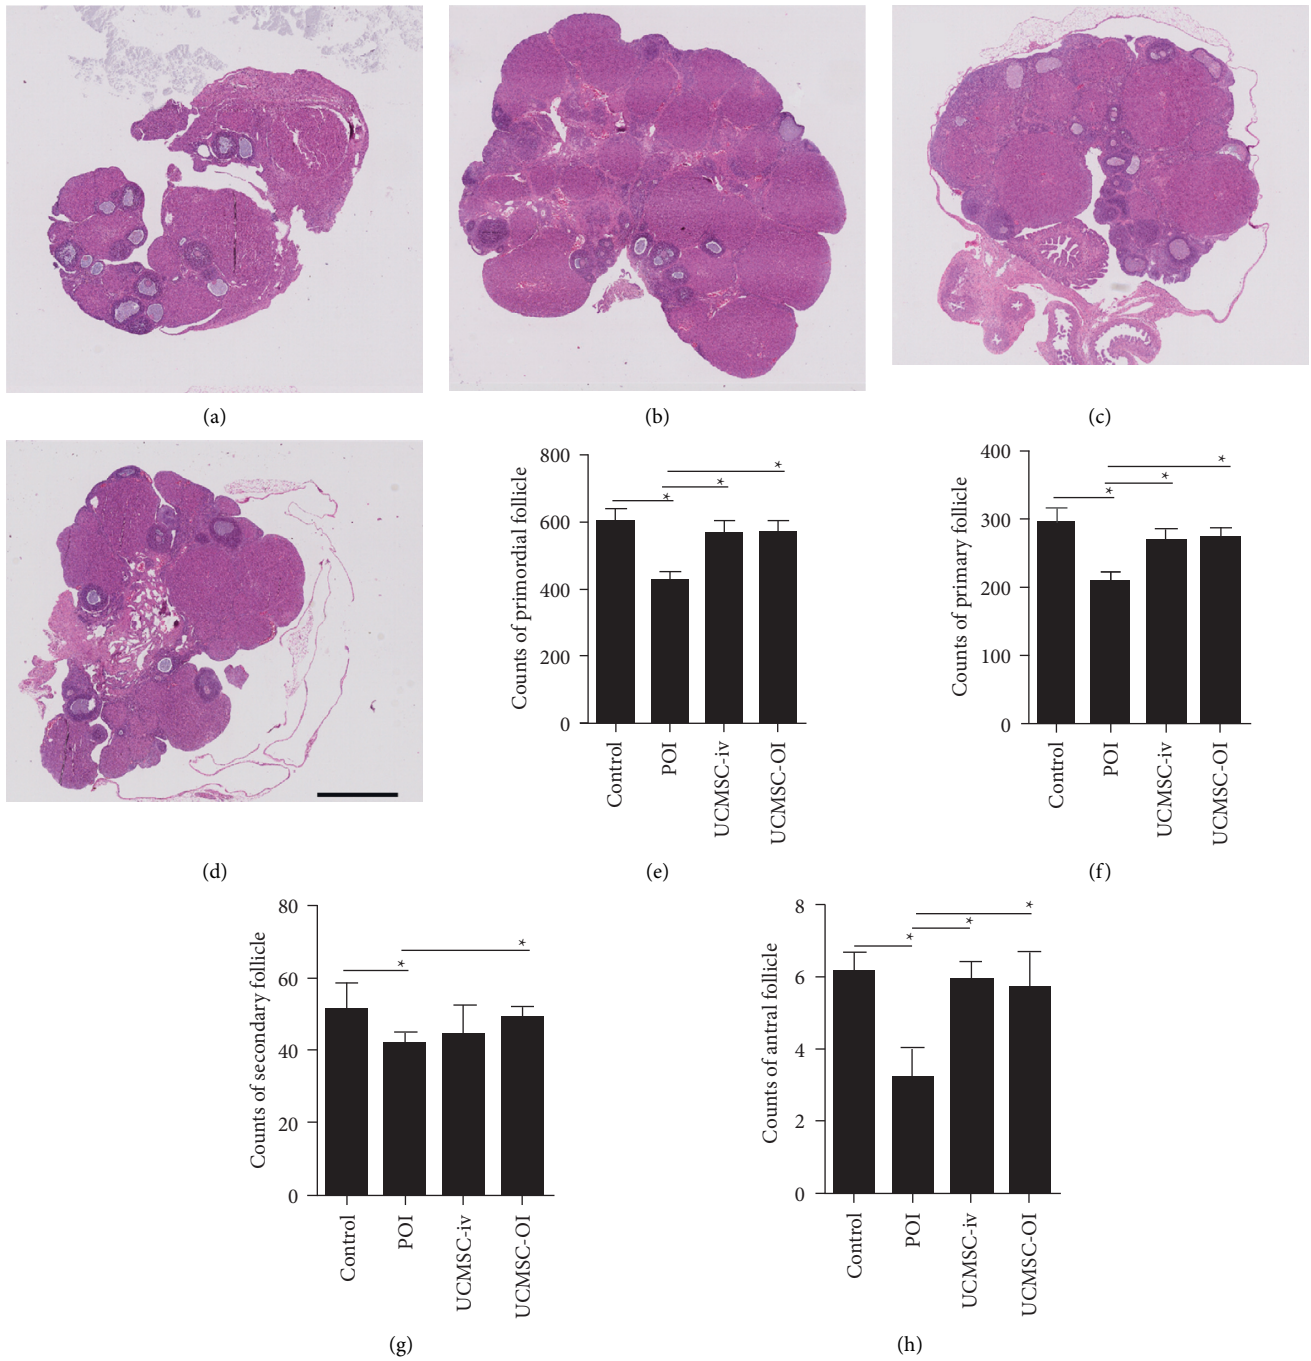 (a)
(b)
(c)
(d)
800
600
400
200
0
Counts of primordial follicle
*
*
*
Control
POI
UCMSC-iv
UCMSC-OI
(e)
400
300
200
100
0
Counts of primary follicle
*
*
*
Control
POI
UCMSC-iv
UCMSC-OI
(f)
80
60
40
20
0
Counts of secondary follicle
*
*
Control
POI
UCMSC-iv
UCMSC-OI
(g)
8
6
4
2
0
Counts of antral follicle
*
*
*
Control
POI
UCMSC-iv
UCMSC-OI
(h)